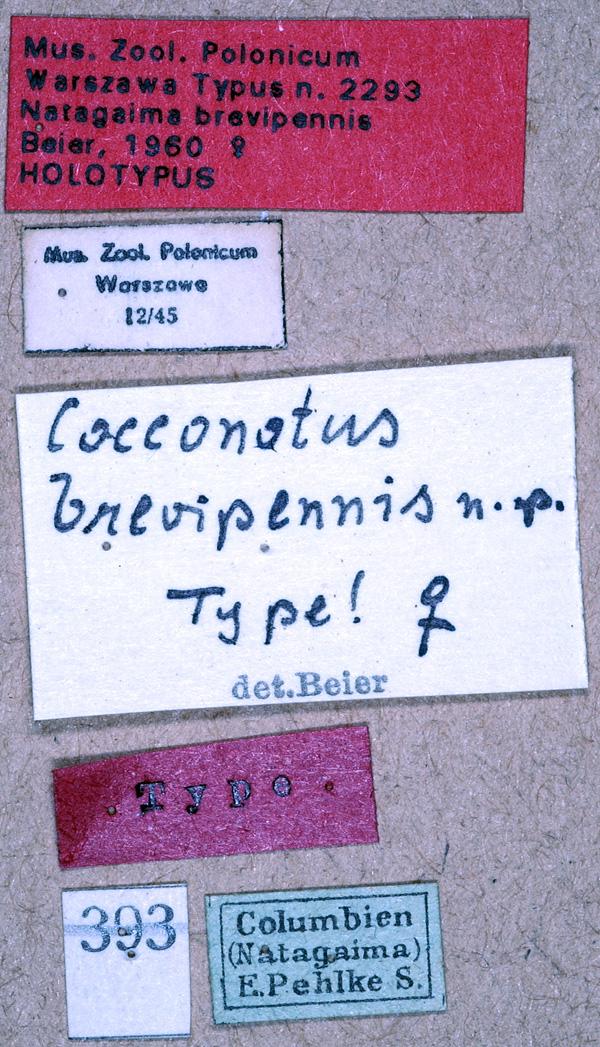 Mus. Zool. Polonicum
Warszawa Typus n. 2293
Natagaima brevipennis
Beier, 1960 ♀
HOLOTYPUS
Mus. Zool. Polonicum
Warszawa
12/45
Cocconotus
brevipennis n. sp.
Type! ♀
det. Beier
Type
393
Columbien
(Natagaima)
E. Pehlke S.